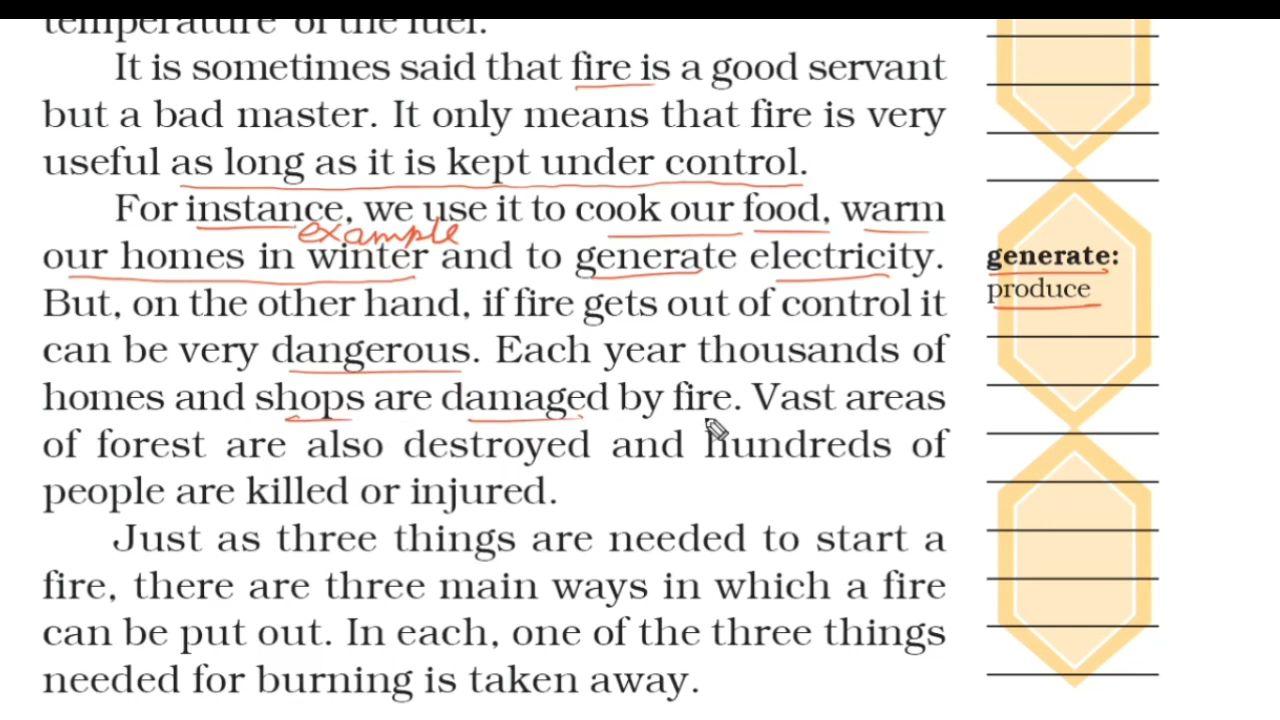 temperature of the fuel.
It is sometimes said that fire is a good servant
but a bad master. It only means that fire is very
useful as long as it is kept under control.
For instance, we use it to cook our food, warm
example
our homes in winter and to generate electricity.
But, on the other hand, if fire gets out of control it
can be very dangerous. Each year thousands of
homes and shops are damaged by fire. Vast areas
of forest are also destroyed and hundreds of
people are killed or injured.
Just as three things are needed to start a
fire, there are three main ways in which a fire
can be put out. In each, one of the three things
needed for burning is taken away.
generate:
produce